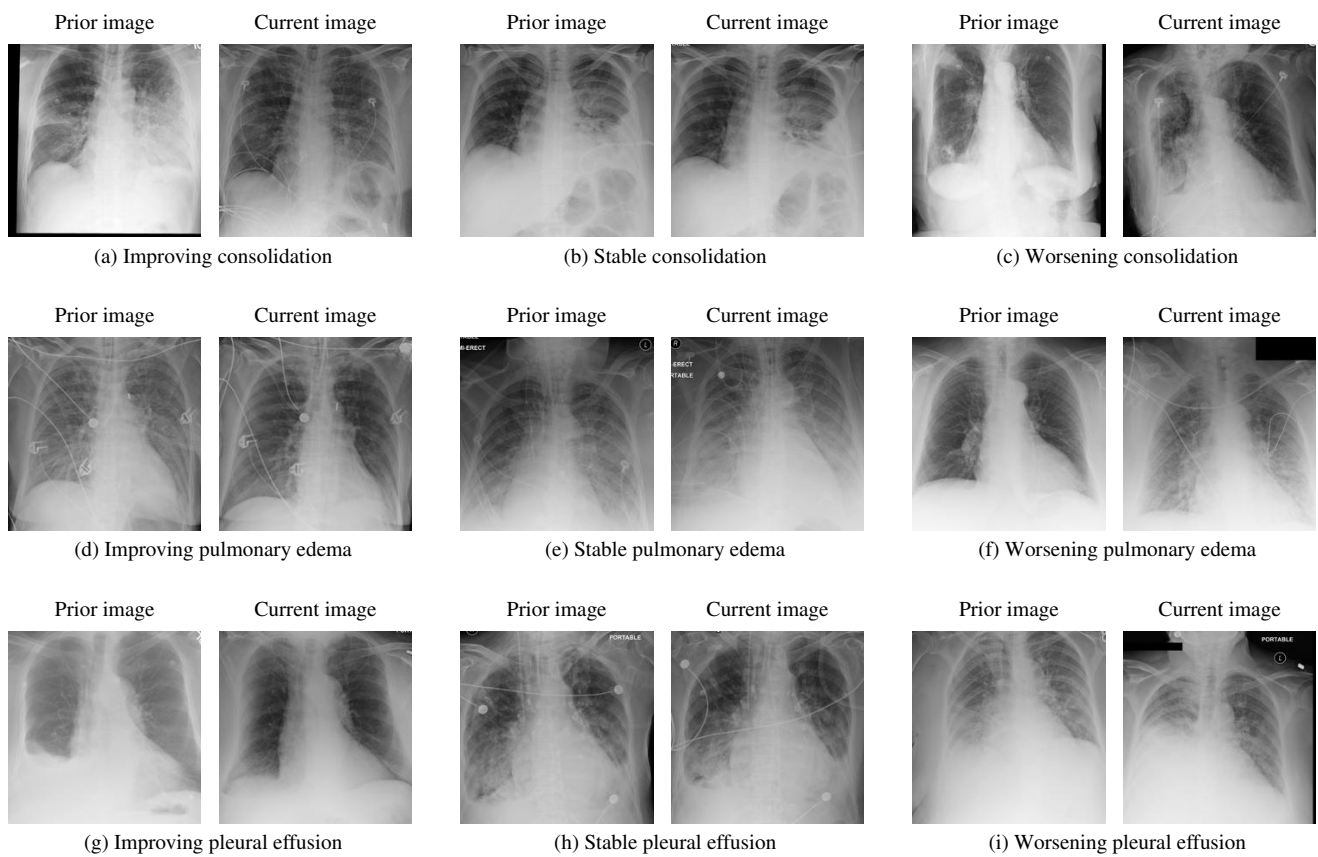 Prior image Current image Prior image Current image Prior image Current image
(a) Improving consolidation (b) Stable consolidation (c) Worsening consolidation
Prior image Current image Prior image Current image Prior image Current image
MI-ERECT L R -ERECT RTABLE
(d) Improving pulmonary edema (e) Stable pulmonary edema (f) Worsening pulmonary edema
Prior image Current image Prior image Current image Prior image Current image
PORTABLE PORTABLE L
(g) Improving pleural effusion (h) Stable pleural effusion (i) Worsening pleural effusion